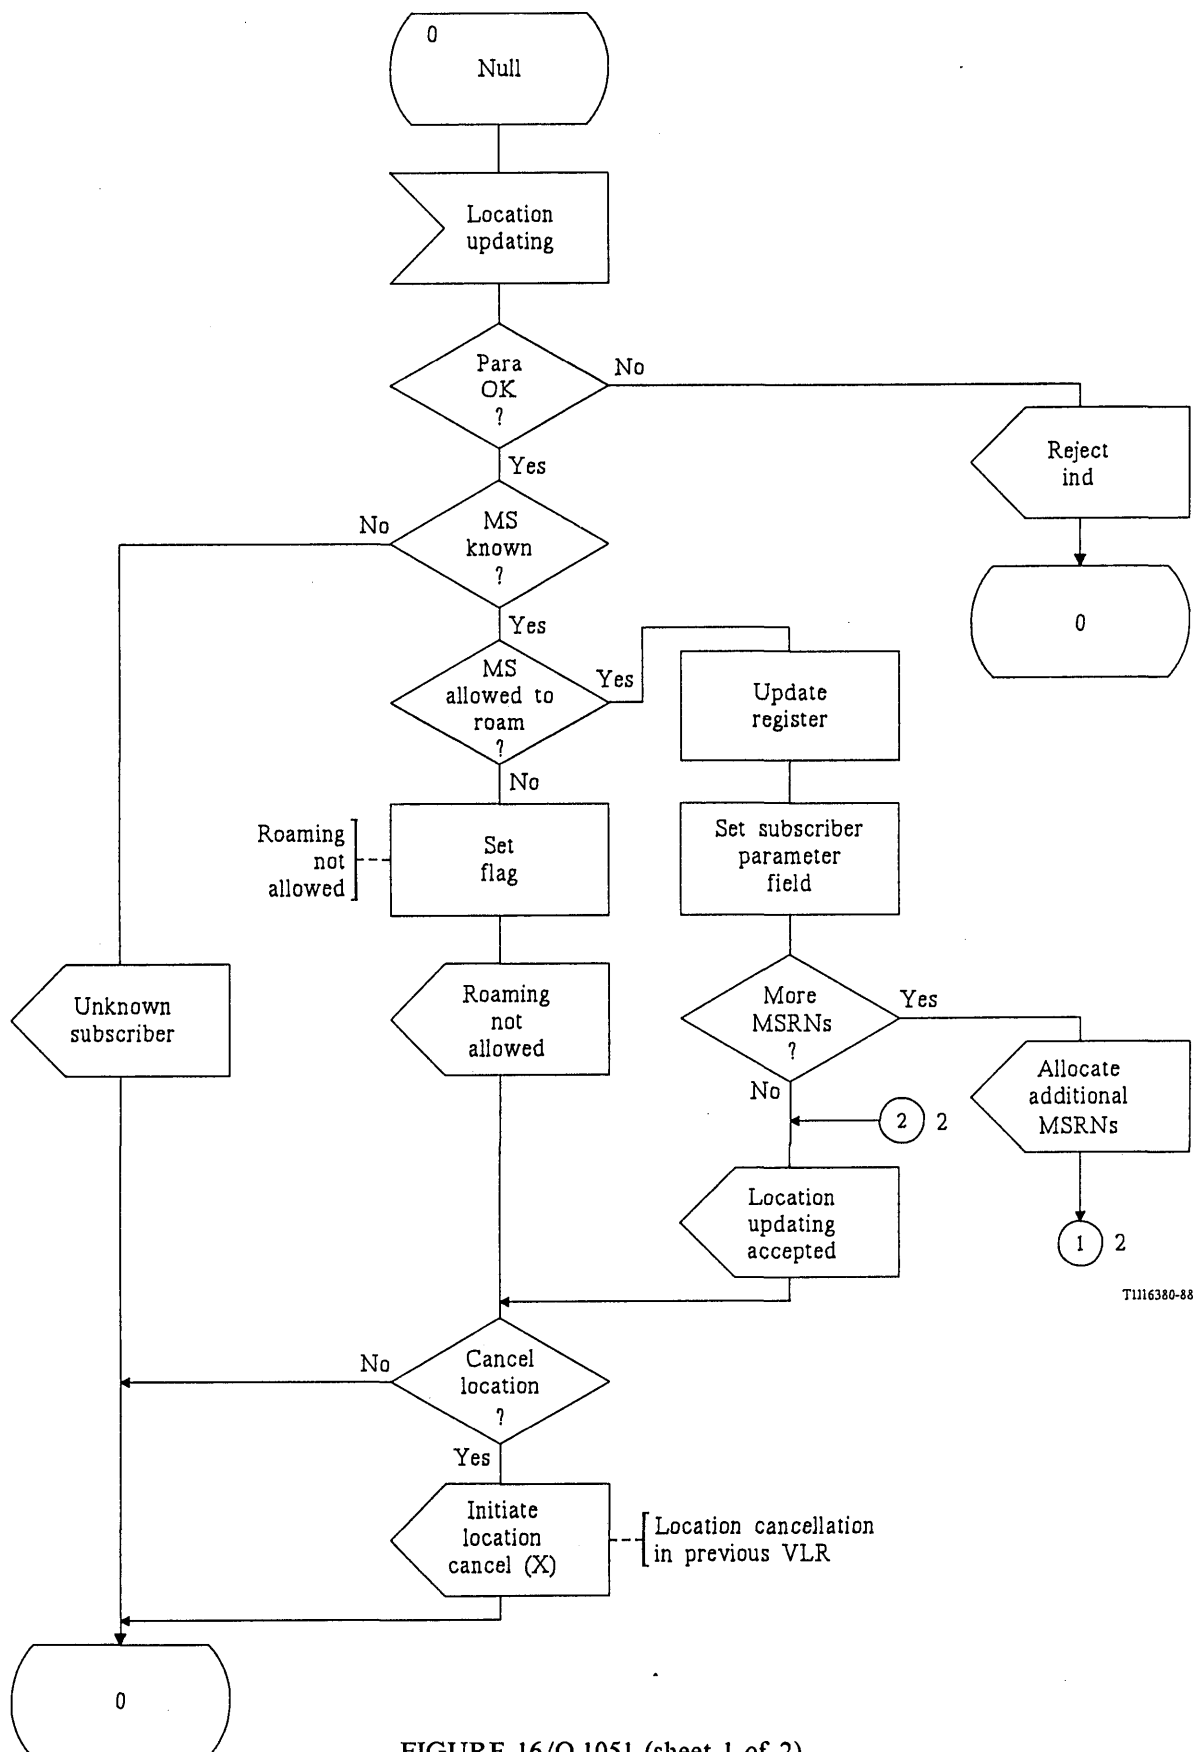 0
Null
Location
updating
Para
OK
?
No
Yes
Reject
ind
0
MS
known
?
No
Yes
MS
allowed to
roam
?
Yes
No
Update
register
Set subscriber
parameter
field
Roaming
not
allowed
Set
flag
Unknown
subscriber
Roaming
not
allowed
More
MSRNs
?
Yes
No
Allocate
additional
MSRNs
2 2
1 2
Location
updating
accepted
T1116380-88
Cancel
location
?
No
Yes
Initiate
location
cancel (X)
Location cancellation
in previous VLR
0
FIGURE 16/Q.1051 (sheet 1 of 2)